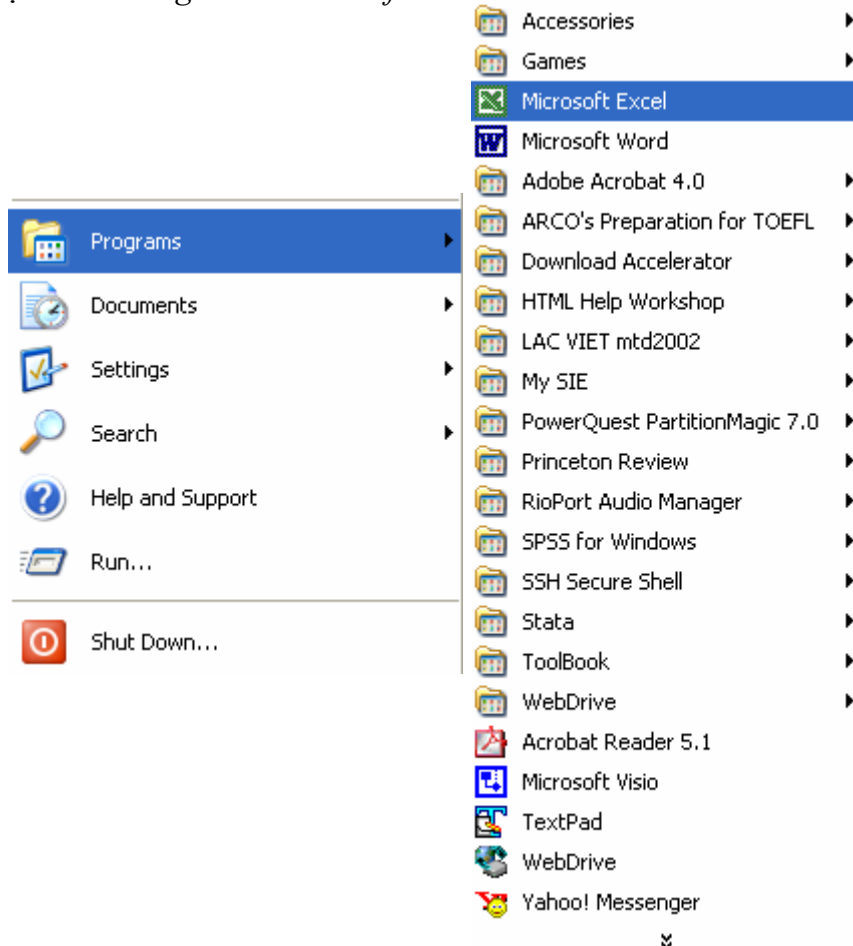 Programs
Documents
Settings
Search
Help and Support
Run...
Shut Down...
Accessories
Games
Microsoft Excel
Microsoft Word
Adobe Acrobat 4.0
ARCO's Preparation for TOEFL
Download Accelerator
HTML Help Workshop
LAC VIET mtd2002
My SIE
PowerQuest PartitionMagic 7.0
Princeton Review
RioPort Audio Manager
SPSS for Windows
SSH Secure Shell
Stata
ToolBook
WebDrive
Acrobat Reader 5.1
Microsoft Visio
TextPad
WebDrive
Yahoo! Messenger